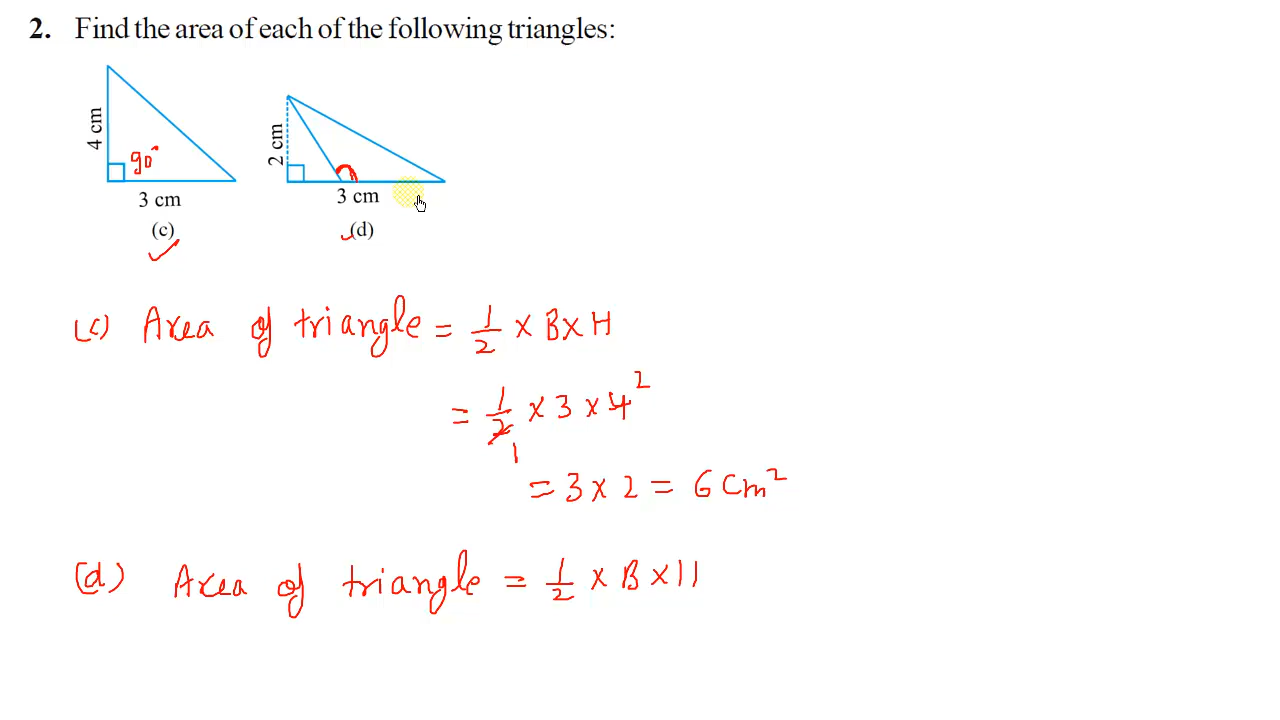 2. Find the area of each of the following triangles:
4 cm
90°
3 cm
(c)
2 cm
3 cm
(d)
(c) Area of triangle = 1/2 × B × H
= 1/2 × 3 × 4 2
1
= 3 × 2 = 6 Cm²
(d) Area of triangle = 1/2 × B × 11